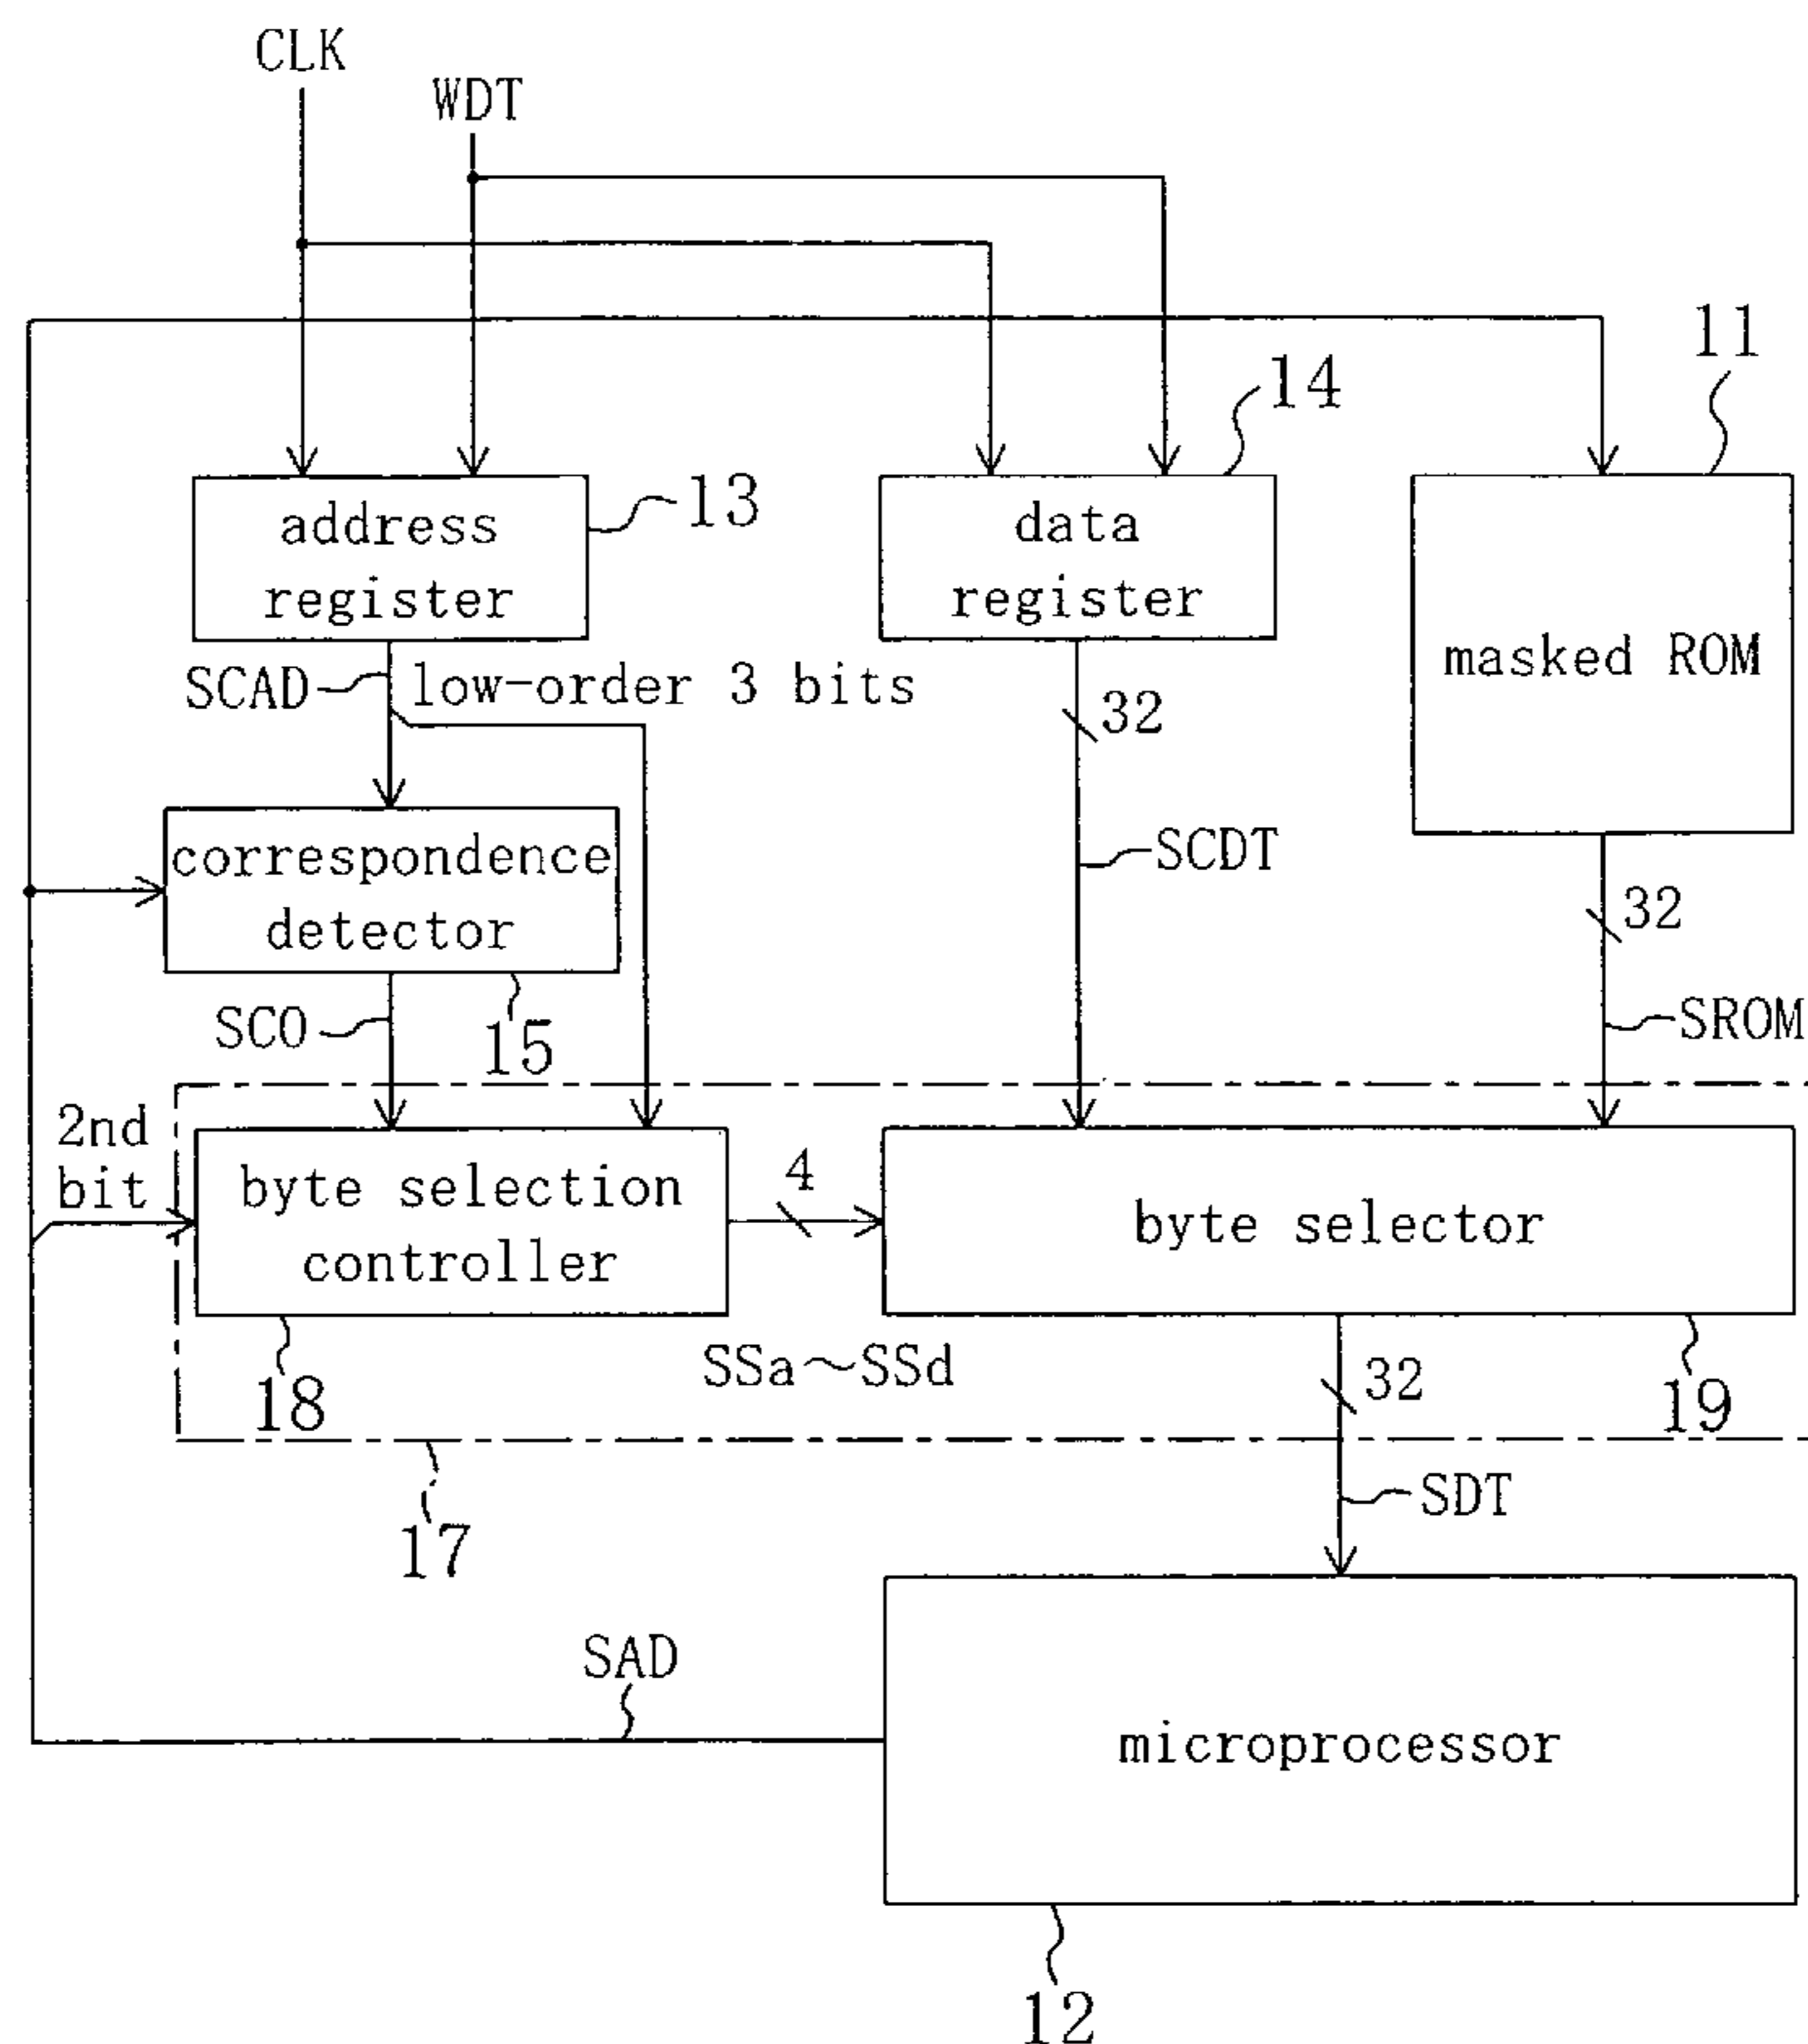 CLK
WDT
11
14
13
address
register
data
register
masked ROM
SCAD
low-order 3 bits
32
SCDT
32
correspondence
detector
SCO
15
SROM
2nd
bit
byte selection
controller
4
byte selector
SSa~SSd
18
32
19
17
SDT
SAD
microprocessor
12